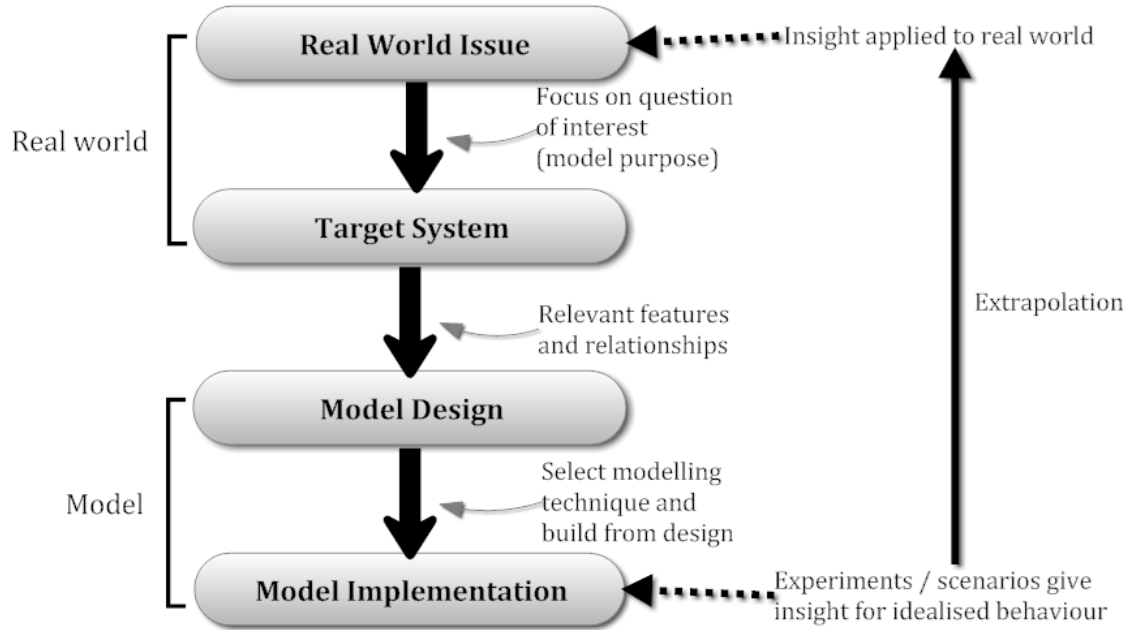 Real World Issue
Insight applied to real world
Focus on question
of interest
(model purpose)
Real world
Target System
Extrapolation
Relevant features
and relationships
Model Design
Select modelling
technique and
build from design
Model
Model Implementation
Experiments / scenarios give
insight for idealised behaviour